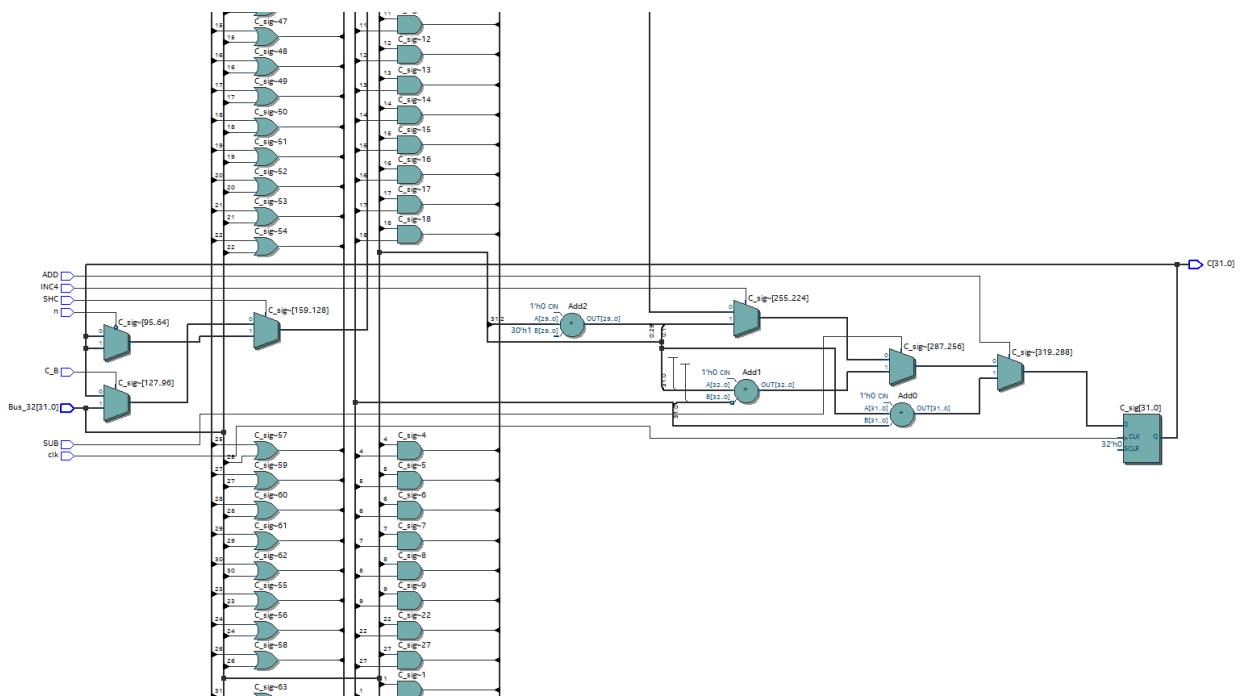 C_sig~47
C_sig~48
C_sig~49
C_sig~50
C_sig~51
C_sig~52
C_sig~53
C_sig~54
C_sig~12
C_sig~13
C_sig~14
C_sig~15
C_sig~16
C_sig~17
C_sig~18
ADD
INC4
SHC
n
C_B
Bus_32[31..0]
SUB
clk
C_sig~[95..64]
C_sig~[127..96]
C_sig~[159..128]
1'h0 CIN
Add2
A[29..0]
30'h1 B[29..0]
OUT[29..0]
C_sig~[255..224]
1'h0 CIN
Add1
A[32..0]
B[32..0]
OUT[32..0]
C_sig~[287..256]
1'h0 CIN
Add0
A[31..0]
B[31..0]
OUT[31..0]
C_sig~[319..288]
C_sig[31..0]
D
CLK
Q
32'h0
SCLR
C[31..0]
C_sig~57
C_sig~59
C_sig~60
C_sig~61
C_sig~62
C_sig~55
C_sig~56
C_sig~58
C_sig~63
C_sig~4
C_sig~5
C_sig~6
C_sig~7
C_sig~8
C_sig~9
C_sig~22
C_sig~27
C_sig~1